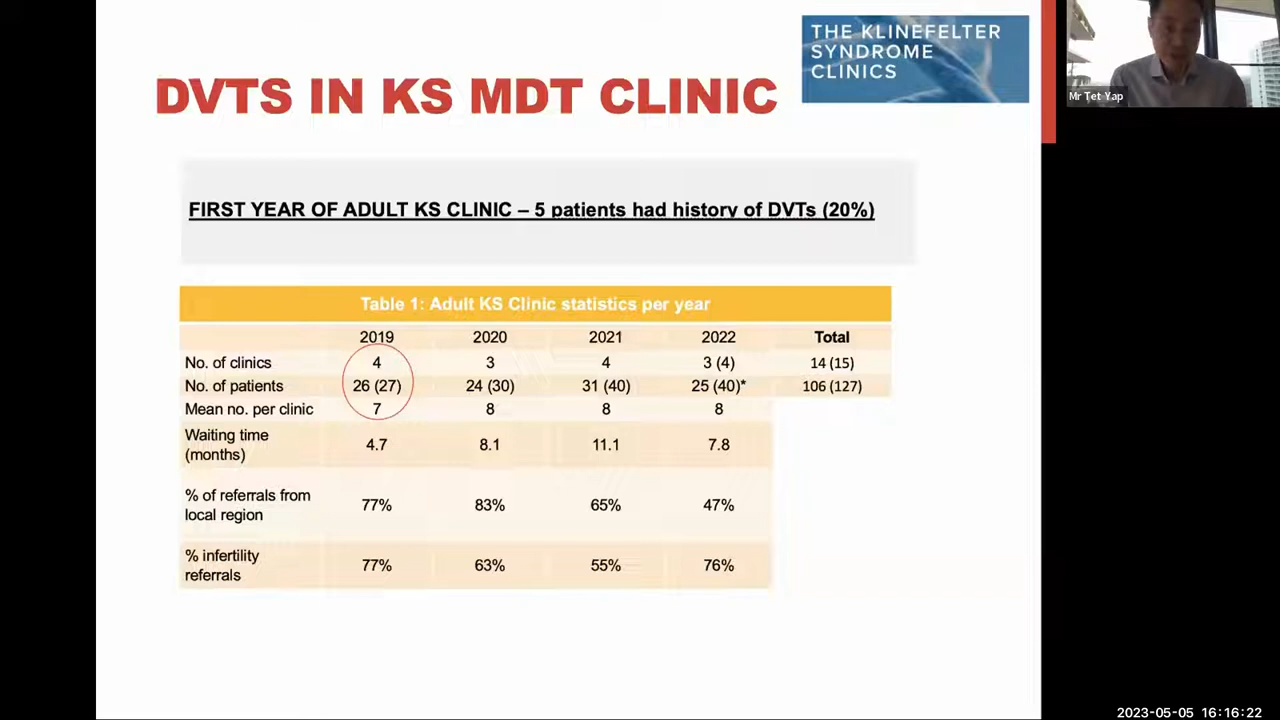 THE KLINEFELTER
SYNDROME
CLINICS
DVTS IN KS MDT CLINIC
Mr Tet Yap
FIRST YEAR OF ADULT KS CLINIC – 5 patients had history of DVTs (20%)
Table 1: Adult KS Clinic statistics per year
2019 2020 2021 2022 Total
No. of clinics 4 3 4 3 (4) 14 (15)
No. of patients 26 (27) 24 (30) 31 (40) 25 (40)* 106 (127)
Mean no. per clinic 7 8 8 8
Waiting time
(months) 4.7 8.1 11.1 7.8
% of referrals from
local region 77% 83% 65% 47%
% infertility
referrals 77% 63% 55% 76%
2023-05-05 16:16:22